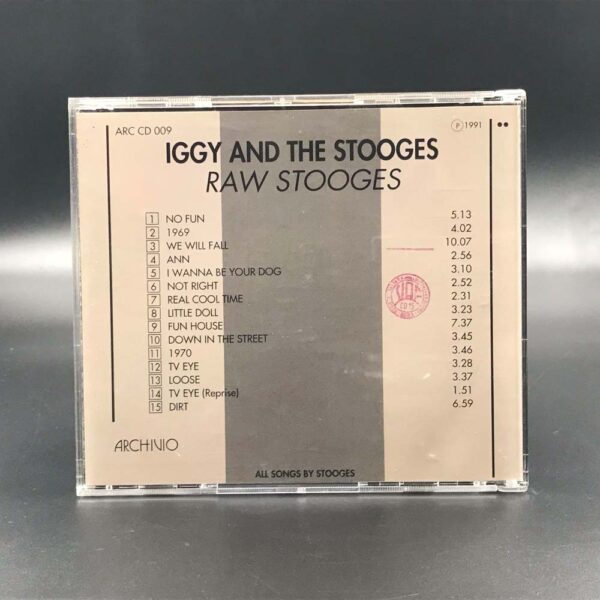 ARC CD 009
Ⓟ 1991
IGGY AND THE STOOGES
RAW STOOGES
1 NO FUN 5.13
2 1969 4.02
3 WE WILL FALL 10.07
4 ANN 2.56
5 I WANNA BE YOUR DOG 3.10
6 NOT RIGHT 2.52
7 REAL COOL TIME 2.31
8 LITTLE DOLL 3.23
9 FUN HOUSE 7.37
10 DOWN IN THE STREET 3.45
11 1970 3.46
12 TV EYE 3.28
13 LOOSE 3.37
14 TV EYE (Reprise) 1.51
15 DIRT 6.59
ARCHIVIO
ALL SONGS BY STOOGES